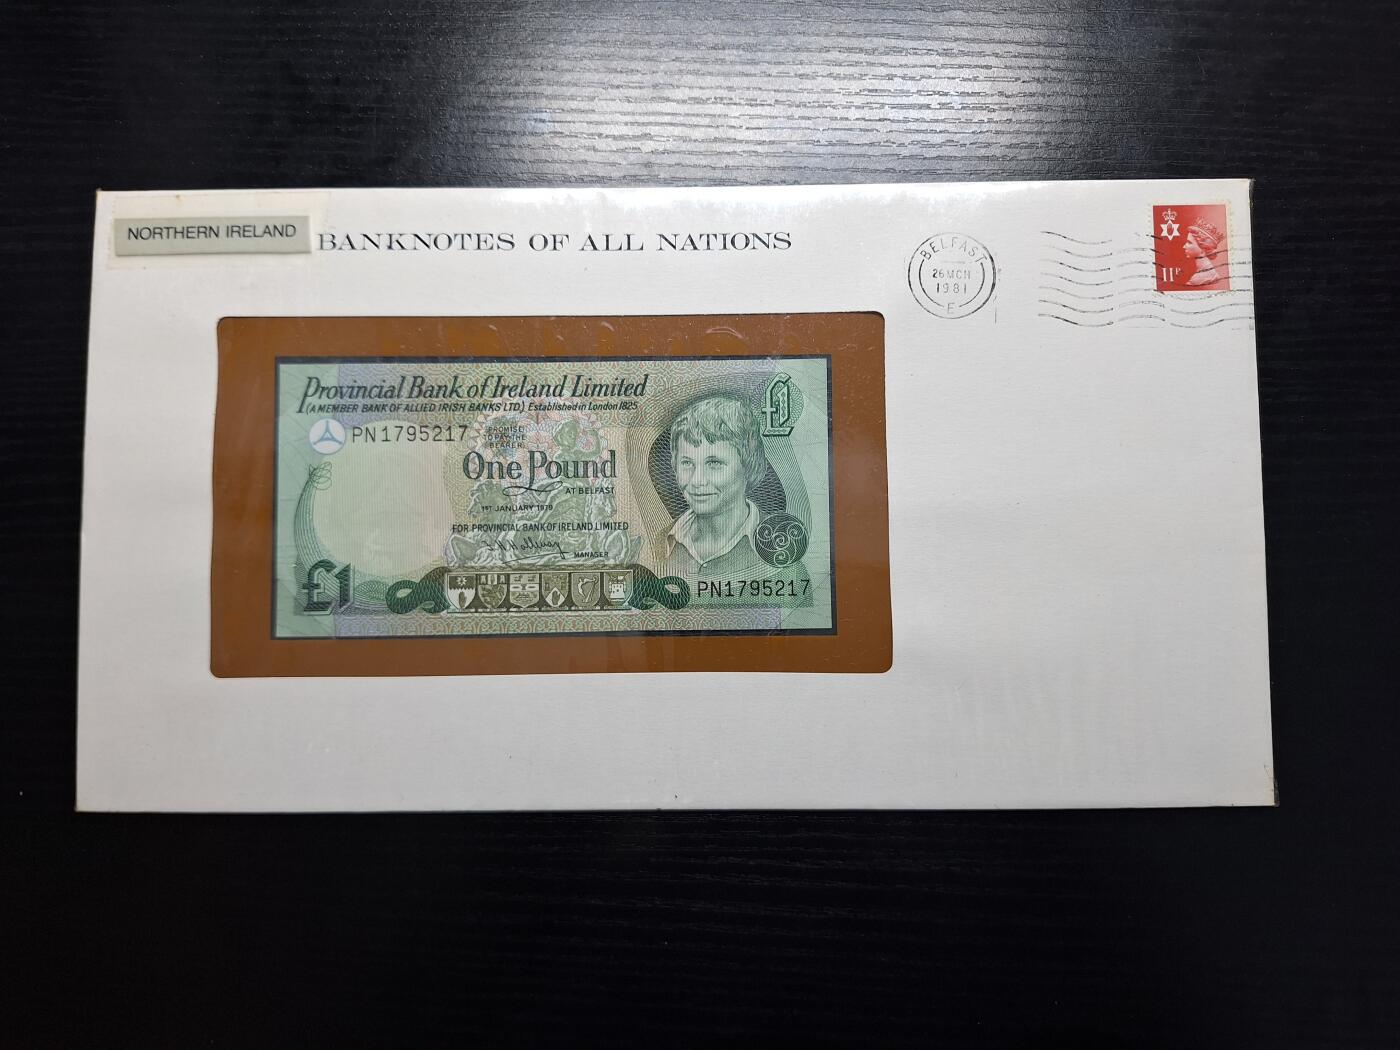 NORTHERN IRELAND
BANKNOTES OF ALL NATIONS
BELFAST
26 MCH
1981
E
11P
Provincial Bank of Ireland Limited
(A MEMBER BANK OF ALLIED IRISH BANKS LTD.) Established in London 1825
£1
PN1795217
PROMISE
TO PAY THE
BEARER
One Pound
AT BELFAST
1ST JANUARY 1979
FOR PROVINCIAL BANK OF IRELAND LIMITED
MANAGER
£1
PN1795217